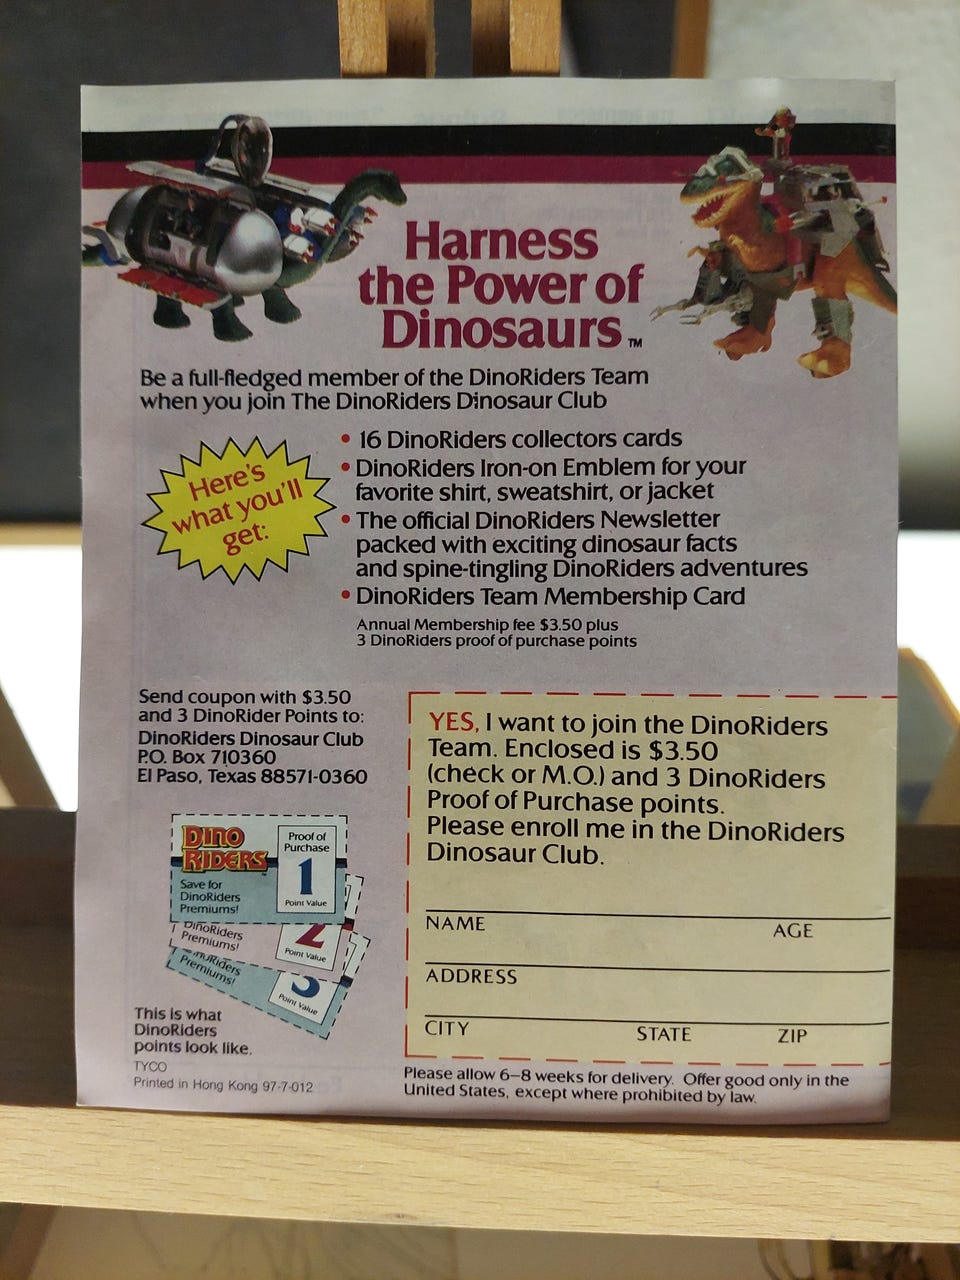 Harness
the Power of
Dinosaurs™
Be a full-fledged member of the DinoRiders Team
when you join The DinoRiders Dinosaur Club
Here's
what you'll
get:
• 16 DinoRiders collectors cards
• DinoRiders Iron-on Emblem for your
favorite shirt, sweatshirt, or jacket
• The official DinoRiders Newsletter
packed with exciting dinosaur facts
and spine-tingling DinoRiders adventures
• DinoRiders Team Membership Card
Annual Membership fee $3.50 plus
3 DinoRiders proof of purchase points
Send coupon with $3.50
and 3 DinoRider Points to:
DinoRiders Dinosaur Club
P.O. Box 710360
El Paso, Texas 88571-0360
DINO
RIDERS
Save for
DinoRiders
Premiums!
Proof of
Purchase
1
Point Value
DinoRiders
Premiums!
2
Point Value
DinoRiders
Premiums!
3
Point Value
This is what
DinoRiders
points look like.
TYCO
Printed in Hong Kong 97-7-012
YES, I want to join the DinoRiders
Team. Enclosed is $3.50
(check or M.O.) and 3 DinoRiders
Proof of Purchase points.
Please enroll me in the DinoRiders
Dinosaur Club.
NAME AGE
ADDRESS
CITY STATE ZIP
Please allow 6–8 weeks for delivery. Offer good only in the
United States, except where prohibited by law.